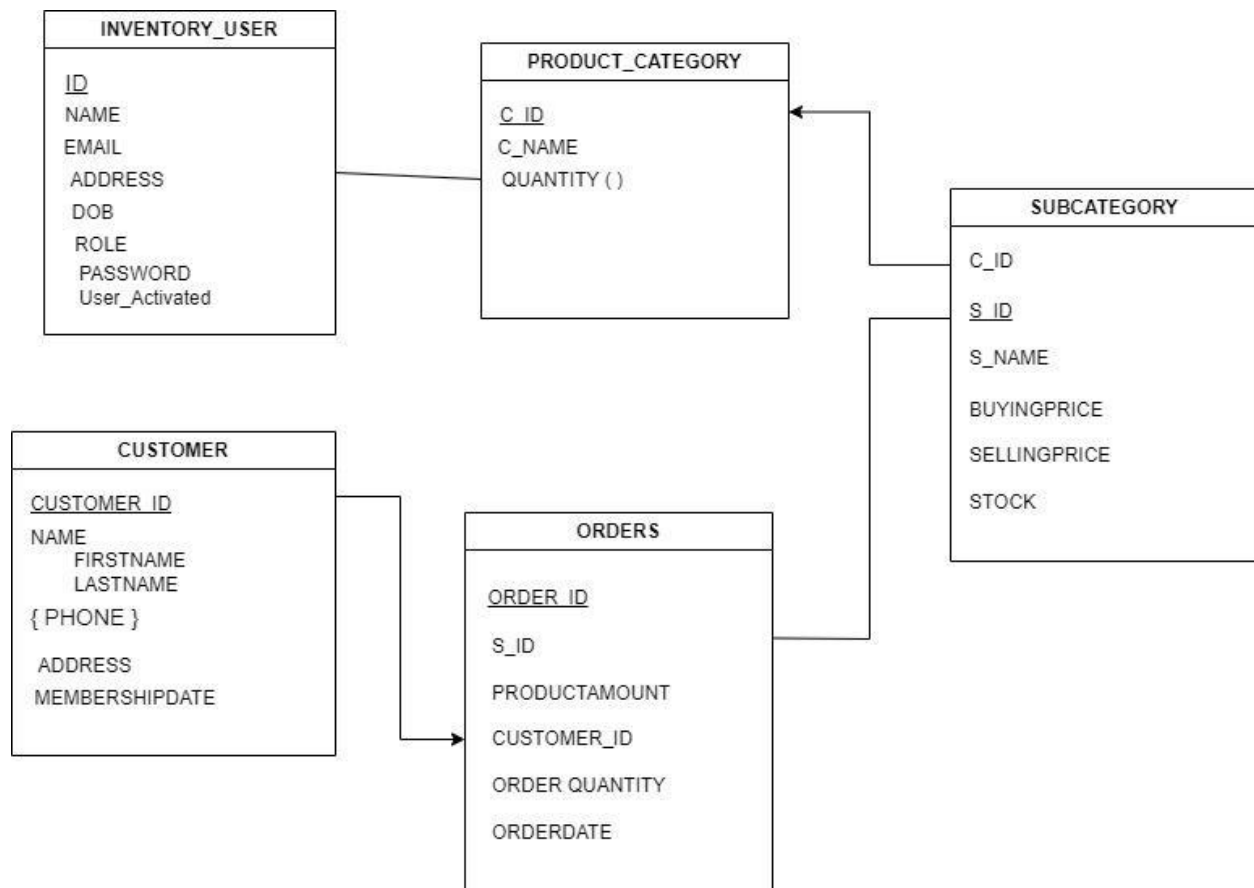 INVENTORY_USER
ID
NAME
EMAIL
ADDRESS
DOB
ROLE
PASSWORD
User_Activated
PRODUCT_CATEGORY
C_ID
C_NAME
QUANTITY ( )
SUBCATEGORY
C_ID
S_ID
S_NAME
BUYINGPRICE
SELLINGPRICE
STOCK
CUSTOMER
CUSTOMER_ID
NAME
FIRSTNAME
LASTNAME
{ PHONE }
ADDRESS
MEMBERSHIPDATE
ORDERS
ORDER_ID
S_ID
PRODUCTAMOUNT
CUSTOMER_ID
ORDER QUANTITY
ORDERDATE